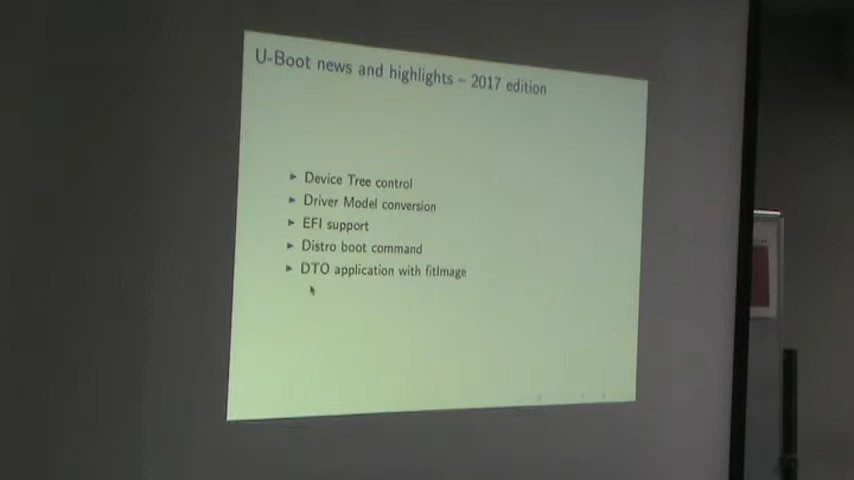 U-Boot news and highlights – 2017 edition
Device Tree control
Driver Model conversion
EFI support
Distro boot command
DTO application with fitImage